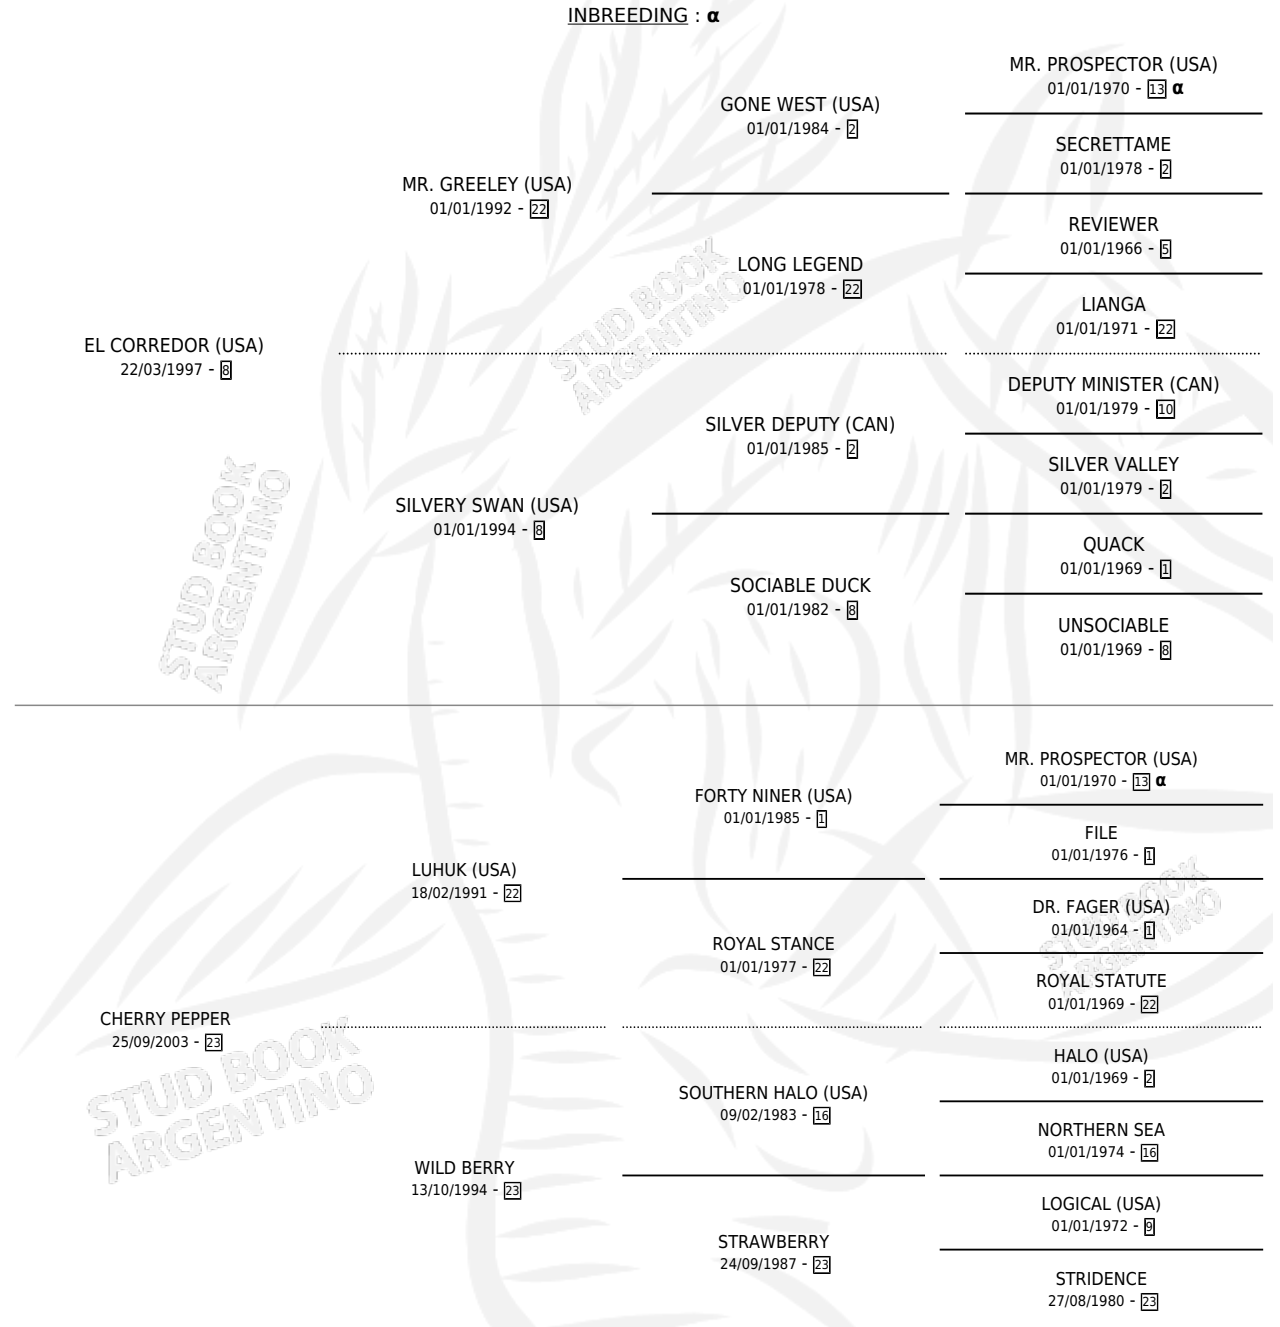 INBREEDING : α
MR. PROSPECTOR (USA)
01/01/1970 - 13 α
GONE WEST (USA)
01/01/1984 - 2
SECRETTAME
01/01/1978 - 2
MR. GREELEY (USA)
01/01/1992 - 22
REVIEWER
01/01/1966 - 5
LONG LEGEND
01/01/1978 - 22
LIANGA
01/01/1971 - 22
EL CORREDOR (USA)
22/03/1997 - 8
DEPUTY MINISTER (CAN)
01/01/1979 - 10
SILVER DEPUTY (CAN)
01/01/1985 - 2
SILVER VALLEY
01/01/1979 - 2
SILVERY SWAN (USA)
01/01/1994 - 8
QUACK
01/01/1969 - 1
SOCIABLE DUCK
01/01/1982 - 8
UNSOCIABLE
01/01/1969 - 8
MR. PROSPECTOR (USA)
01/01/1970 - 13 α
FORTY NINER (USA)
01/01/1985 - 1
FILE
01/01/1976 - 1
LUHUK (USA)
18/02/1991 - 22
DR. FAGER (USA)
01/01/1964 - 1
ROYAL STANCE
01/01/1977 - 22
ROYAL STATUTE
01/01/1969 - 22
CHERRY PEPPER
25/09/2003 - 23
HALO (USA)
01/01/1969 - 2
SOUTHERN HALO (USA)
09/02/1983 - 16
NORTHERN SEA
01/01/1974 - 16
WILD BERRY
13/10/1994 - 23
LOGICAL (USA)
01/01/1972 - 9
STRAWBERRY
24/09/1987 - 23
STRIDENCE
27/08/1980 - 23
STUD BOOK
ARGENTINO
STUD BOOK
ARGENTINO
STUD BOOK
ARGENTINO
STUD BOOK
ARGENTINO